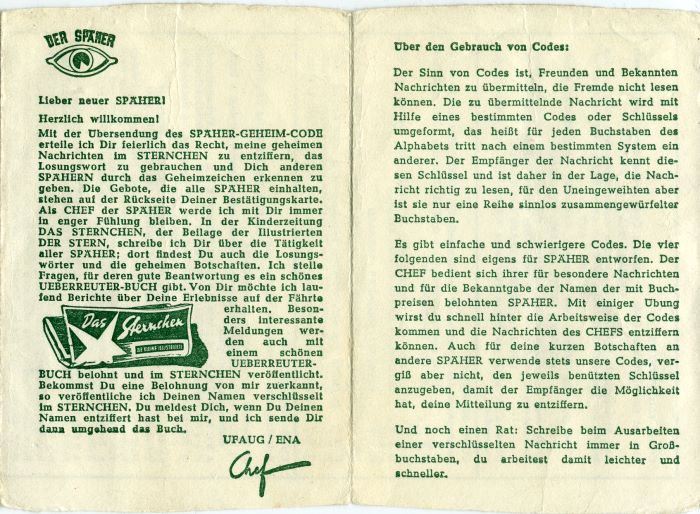 DER SPÄHER
Lieber neuer SPÄHER!
Herzlich willkommen!
Mit der Übersendung des SPÄHER-GEHEIM-CODE
erteile ich Dir feierlich das Recht, meine geheimen
Nachrichten im STERNCHEN zu entziffern, das
Losungswort zu gebrauchen und Dich anderen
SPÄHERN durch das Geheimzeichen erkennen zu
geben. Die Gebote, die alle SPÄHER einhalten,
stehen auf der Rückseite Deiner Bestätigungskarte.
Als CHEF der SPÄHER werde ich mit Dir immer
in enger Fühlung bleiben. In der Kinderzeitung
DAS STERNCHEN, der Beilage der Illustrierten
DER STERN, schreibe ich Dir über die Tätigkeit
aller SPÄHER; dort findest Du auch die Losungs-
wörter und die geheimen Botschaften. Ich stelle
Fragen, für deren gute Beantwortung es ein schönes
UEBERREUTER-BUCH gibt. Von Dir möchte ich lau-
fend Berichte über Deine Erlebnisse auf der Fährte
erhalten. Beson-
ders interessante
Meldungen wer-
den auch mit
einem schönen
UEBERREUTER-
Das Sternchen
BUCH belohnt und im STERNCHEN veröffentlicht.
Bekommst Du eine Belohnung von mir zuerkannt,
so veröffentliche ich Deinen Namen verschlüsselt
im STERNCHEN. Du meldest Dich, wenn Du Deinen
Namen entziffert hast bei mir, und ich sende Dir
dann umgehend das Buch.
UFAUG / ENA
Chef
Über den Gebrauch von Codes:
Der Sinn von Codes ist, Freunden und Bekannten
Nachrichten zu übermitteln, die Fremde nicht lesen
können. Die zu übermittelnde Nachricht wird mit
Hilfe eines bestimmten Codes oder Schlüssels
umgeformt, das heißt für jeden Buchstaben des
Alphabets tritt nach einem bestimmten System ein
anderer. Der Empfänger der Nachricht kennt die-
sen Schlüssel und ist daher in der Lage, die Nach-
richt richtig zu lesen, für den Uneingeweihten aber
ist sie nur eine Reihe sinnlos zusammengewürfelter
Buchstaben.
Es gibt einfache und schwierigere Codes. Die vier
folgenden sind eigens für SPÄHER entworfen. Der
CHEF bedient sich ihrer für besondere Nachrichten
und für die Bekanntgabe der Namen der mit Buch-
preisen belohnten SPÄHER. Mit einiger Übung
wirst du schnell hinter die Arbeitsweise der Codes
kommen und die Nachrichten des CHEFS entziffern
können. Auch für deine kurzen Botschaften an
andere SPÄHER verwende stets unsere Codes, ver-
giß aber nicht, den jeweils benützten Schlüssel
anzugeben, damit der Empfänger die Möglichkeit
hat, deine Mitteilung zu entziffern.
Und noch einen Rat: Schreibe beim Ausarbeiten
einer verschlüsselten Nachricht immer in Groß-
buchstaben, du arbeitest damit leichter und
schneller.